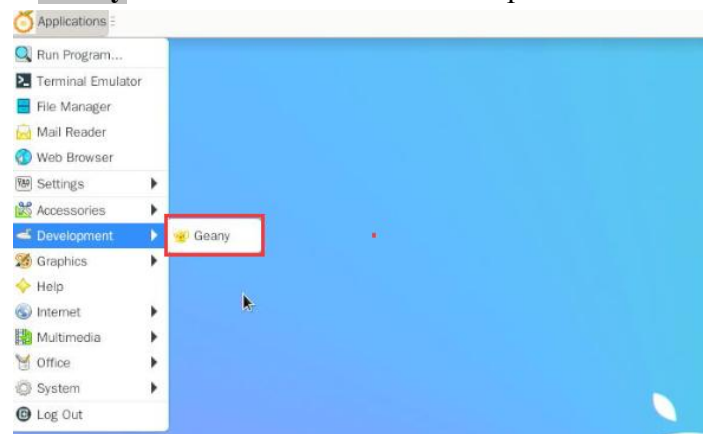 Applications
Run Program...
Terminal Emulator
File Manager
Mail Reader
Web Browser
Settings
Accessories
Development
Geany
Graphics
Help
Internet
Multimedia
Office
System
Log Out